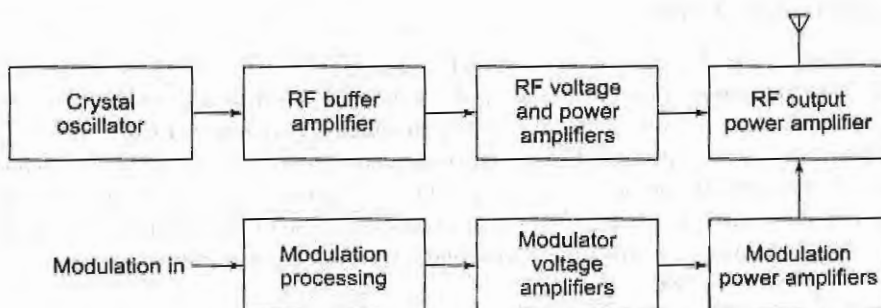 Crystal
oscillator
RF buffer
amplifier
RF voltage
and power
amplifiers
RF output
power amplifier
Modulation in
Modulation
processing
Modulator
voltage
amplifiers
Modulation
power amplifiers